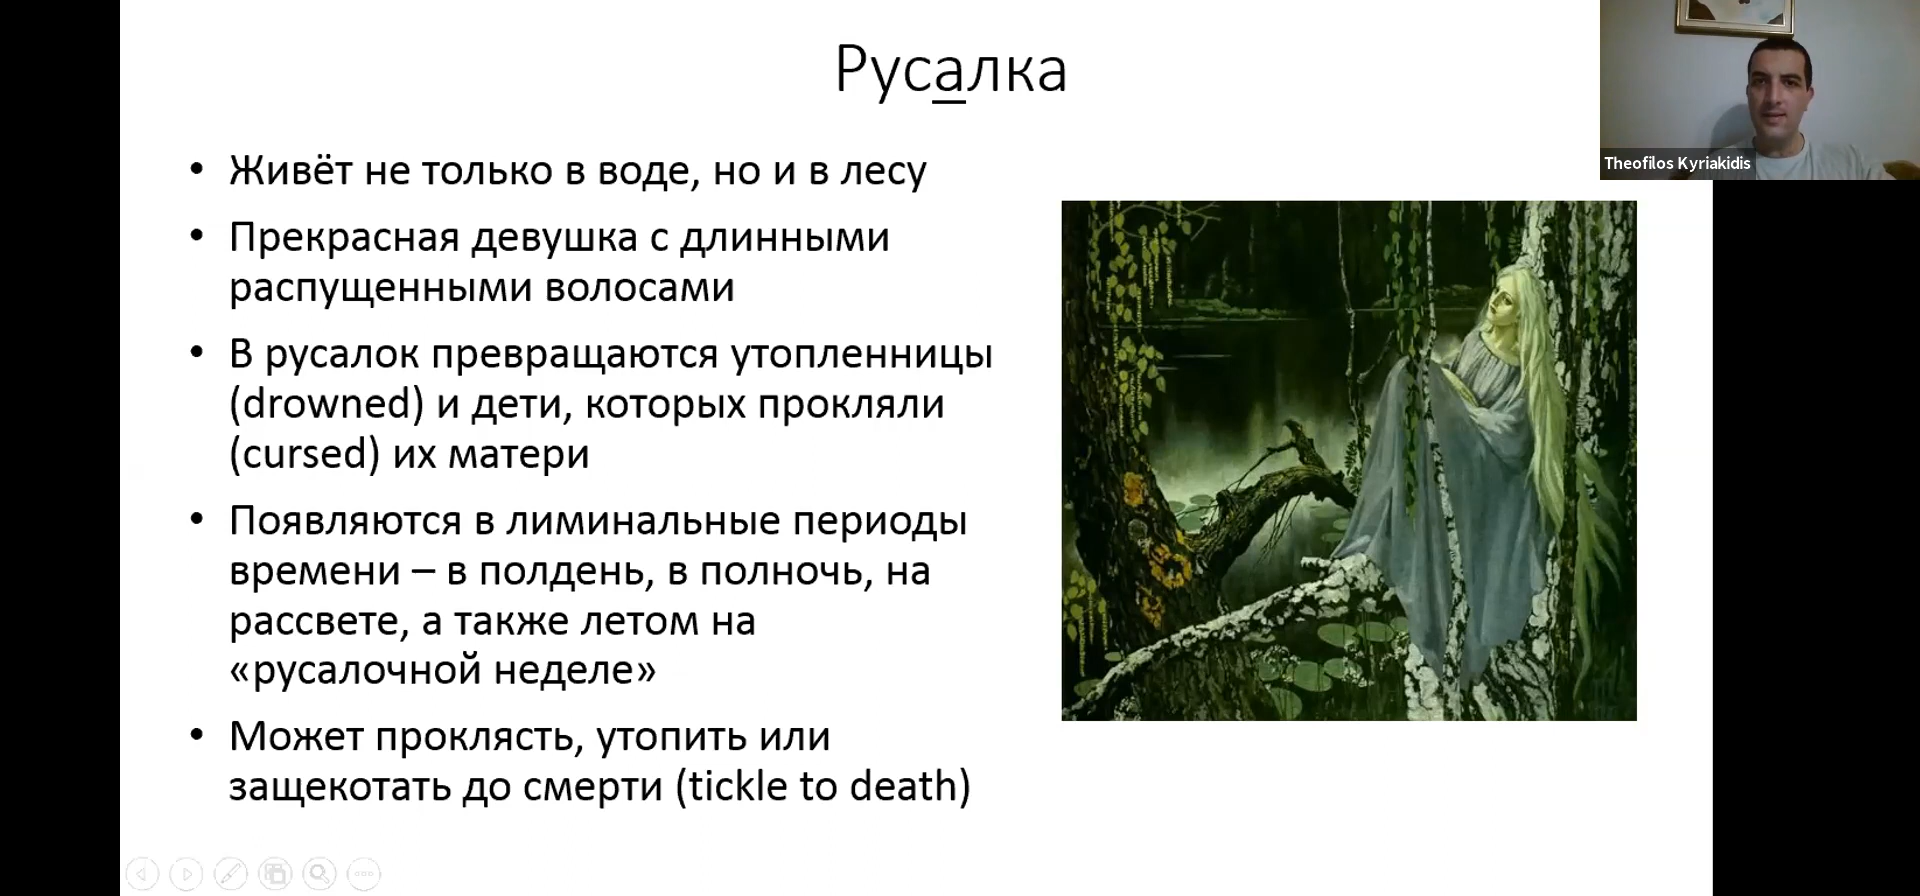 Русалка
Theofilos Kyriakidis
• Живёт не только в воде, но и в лесу
• Прекрасная девушка с длинными
распущенными волосами
• В русалок превращаются утопленницы
(drowned) и дети, которых прокляли
(cursed) их матери
• Появляются в лиминальные периоды
времени – в полдень, в полночь, на
рассвете, а также летом на
«русалочной неделе»
• Может проклясть, утопить или
защекотать до смерти (tickle to death)